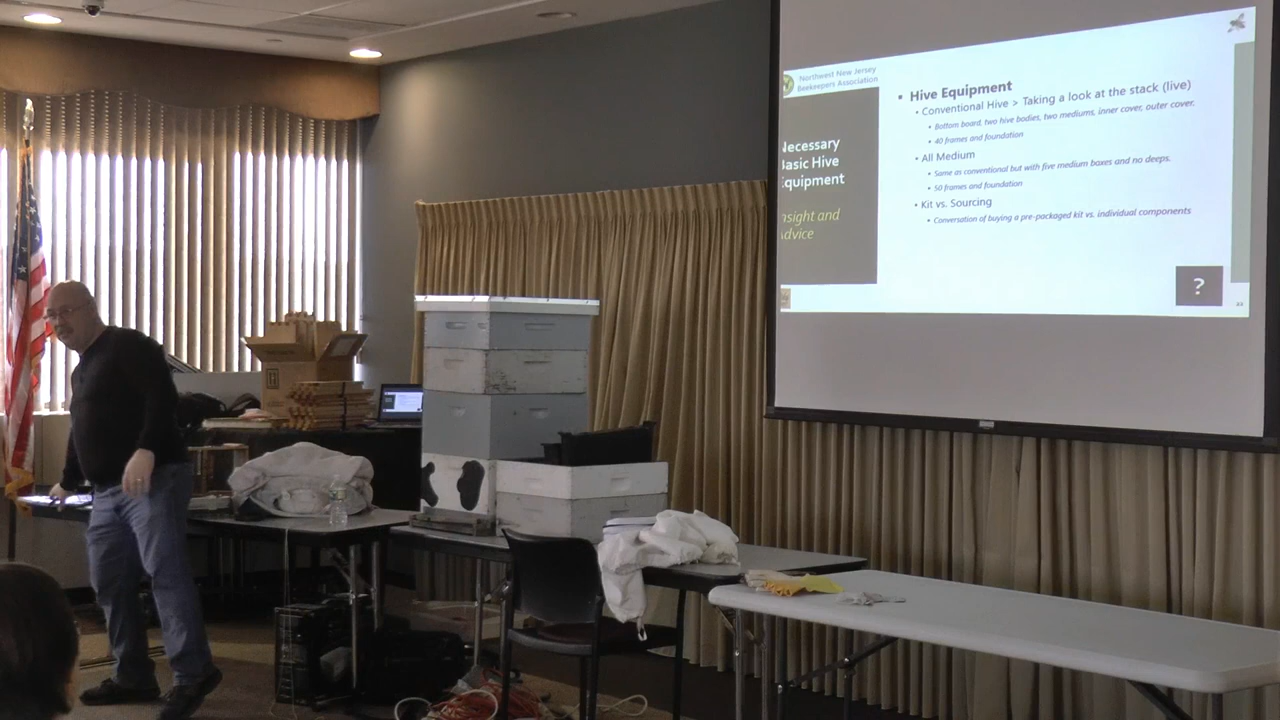 Northwest New Jersey
Beekeepers Association
Necessary
Basic Hive
Equipment
Insight and
Advice
Hive Equipment
Conventional Hive > Taking a look at the stack (live)
Bottom board, two hive bodies, two mediums, inner cover, outer cover.
40 frames and foundation
All Medium
Same as conventional but with five medium boxes and no deeps.
50 frames and foundation
Kit vs. Sourcing
Conversation of buying a pre-packaged kit vs. individual components
?